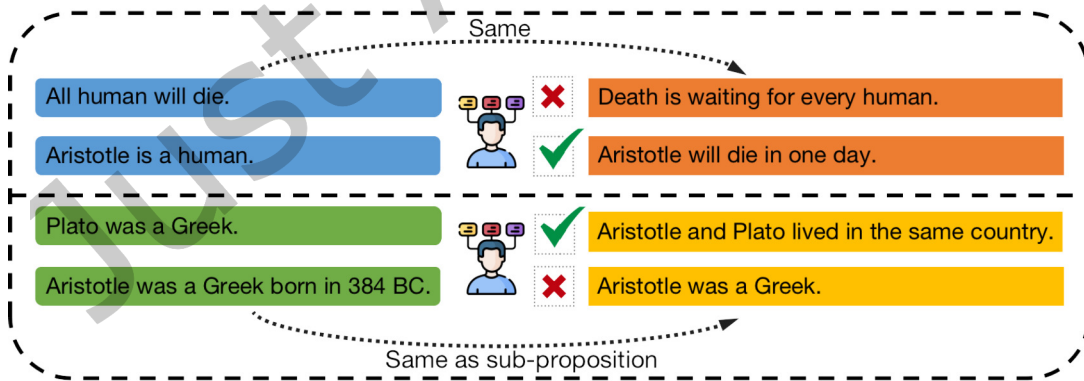 Same
All human will die.
Death is waiting for every human.
Aristotle is a human.
Aristotle will die in one day.
Plato was a Greek.
Aristotle and Plato lived in the same country.
Aristotle was a Greek born in 384 BC.
Aristotle was a Greek.
Same as sub-proposition
Just A